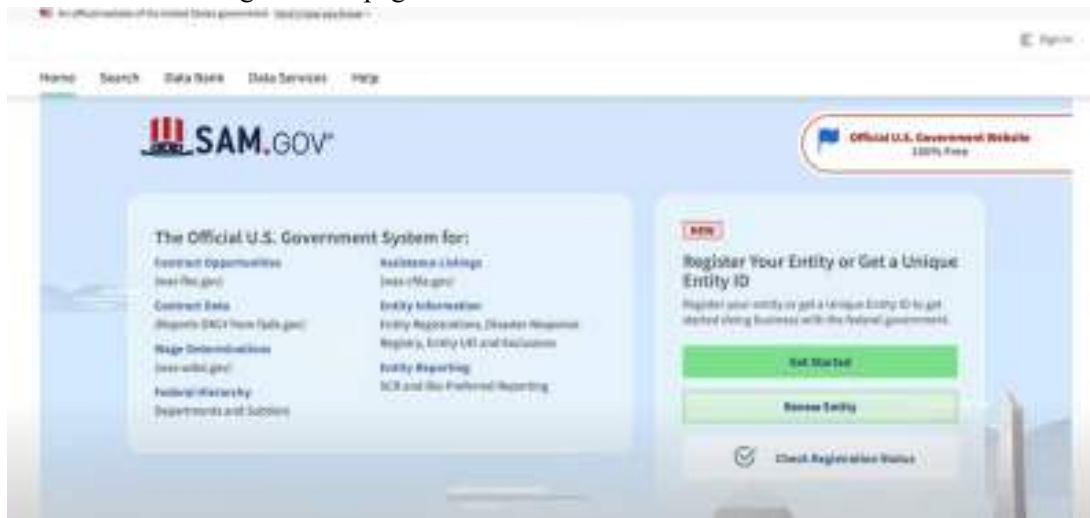 An official website of the United States government
Sign In
Home Search Data Bank Data Services Help
SAM.GOV®
Official U.S. Government Website
100% Free
The Official U.S. Government System for:
Contract Opportunities
(was fbo.gov)
Contract Data
(Reports ONLY from fpds.gov)
Wage Determinations
(was wdol.gov)
Federal Hierarchy
Departments and Subtiers
Assistance Listings
(was cfda.gov)
Entity Information
Entity Registrations, Disaster Response
Registry, Entity UEI and Exclusions
Entity Reporting
SCR and Bio-Preferred Reporting
NEW
Register Your Entity or Get a Unique
Entity ID
Register your entity or get a Unique Entity ID to get
started doing business with the federal government.
Get Started
Renew Entity
Check Registration Status